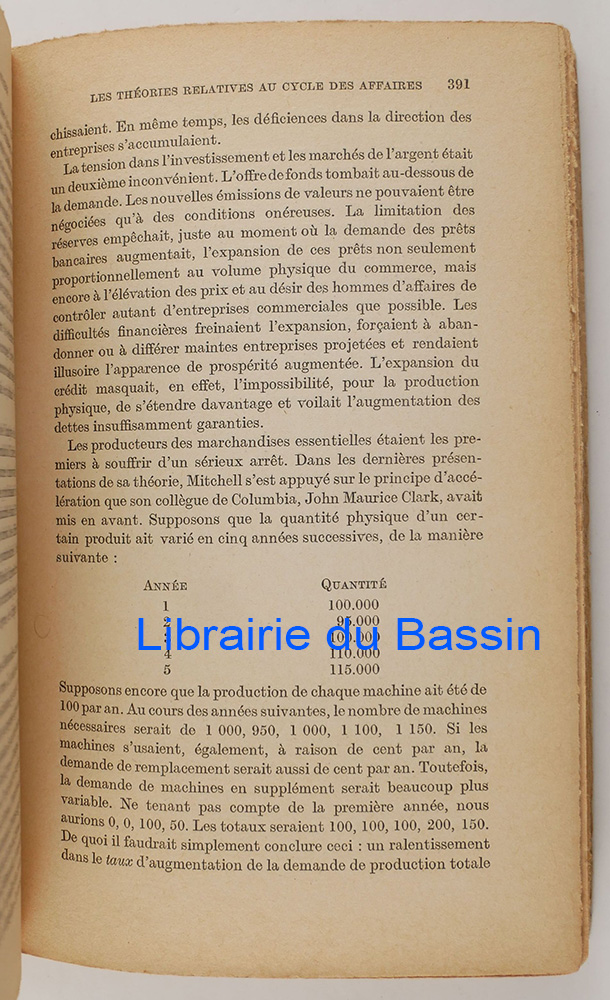 LES THÉORIES RELATIVES AU CYCLE DES AFFAIRES 391
chissaient. En même temps, les déficiences dans la direction des
entreprises s'accumulaient.
La tension dans l'investissement et les marchés de l'argent était
un deuxième inconvénient. L'offre de fonds tombait au-dessous de
la demande. Les nouvelles émissions de valeurs ne pouvaient être
négociées qu'à des conditions onéreuses. La limitation des
réserves empêchait, juste au moment où la demande des prêts
bancaires augmentait, l'expansion de ces prêts non seulement
proportionnellement au volume physique du commerce, mais
encore à l'élévation des prix et au désir des hommes d'affaires de
contrôler autant d'entreprises commerciales que possible. Les
difficultés financières freinaient l'expansion, forçaient à aban-
donner ou à différer maintes entreprises projetées et rendaient
illusoire l'apparence de prospérité augmentée. L'expansion du
crédit masquait, en effet, l'impossibilité, pour la production
physique, de s'étendre davantage et voilait l'augmentation des
dettes insuffisamment garanties.
Les producteurs des marchandises essentielles étaient les pre-
miers à souffrir d'un sérieux arrêt. Dans les dernières présen-
tations de sa théorie, Mitchell s'est appuyé sur le principe d'accé-
lération que son collègue de Columbia, John Maurice Clark, avait
mis en avant. Supposons que la quantité physique d'un cer-
tain produit ait varié en cinq années successives, de la manière
suivante :
ANNÉE QUANTITÉ
1 100.000
2 95.000
3 100.000
Librairie du Bassin
4 110.000
5 115.000
Supposons encore que la production de chaque machine ait été de
100 par an. Au cours des années suivantes, le nombre de machines
nécessaires serait de 1 000, 950, 1 000, 1 100, 1 150. Si les
machines s'usaient, également, à raison de cent par an, la
demande de remplacement serait aussi de cent par an. Toutefois,
la demande de machines en supplément serait beaucoup plus
variable. Ne tenant pas compte de la première année, nous
aurions 0, 0, 100, 50. Les totaux seraient 100, 100, 100, 200, 150.
De quoi il faudrait simplement conclure ceci : un ralentissement
dans le taux d'augmentation de la demande de production totale